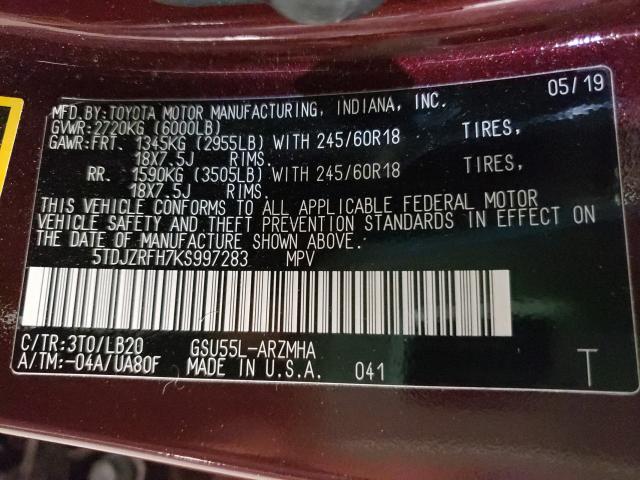 MFD.BY:TOYOTA MOTOR MANUFACTURING, INDIANA, INC. 05/19
GVWR:2720KG (6000LB)
GAWR:FRT. 1345KG (2955LB) WITH 245/60R18 TIRES,
18X7.5J RIMS.
RR. 1590KG (3505LB) WITH 245/60R18 TIRES,
18X7.5J RIMS.
THIS VEHICLE CONFORMS TO ALL APPLICABLE FEDERAL MOTOR
VEHICLE SAFETY AND THEFT PREVENTION STANDARDS IN EFFECT ON
THE DATE OF MANUFACTURE SHOWN ABOVE.
5TDJZRFH7KS997283 MPV
C/TR:3T0/LB20 GSU55L-ARZMHA
A/TM:-04A/UA80F MADE IN U.S.A. 041 T